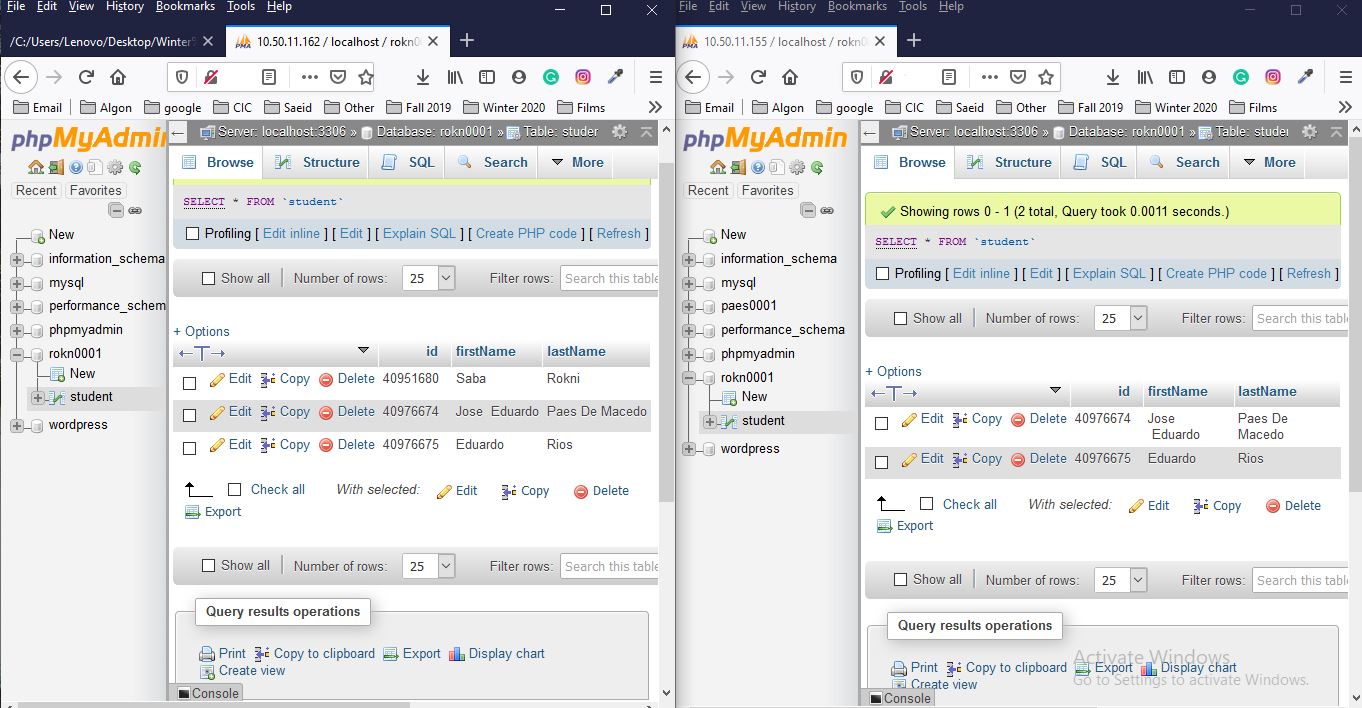 File Edit View History Bookmarks Tools Help
/C:/Users/Lenovo/Desktop/Winter
10.50.11.162 / localhost / rokn0
Email Algon google CIC Saeid Other Fall 2019 Winter 2020 Films
phpMyAdmin
Recent Favorites
New
information_schema
mysql
performance_schem
phpmyadmin
rokn0001
New
student
wordpress
Server: localhost:3306 » Database: rokn0001 » Table: studen
Browse Structure SQL Search More
SELECT * FROM `student`
Profiling [ Edit inline ] [ Edit ] [ Explain SQL ] [ Create PHP code ] [ Refresh ]
Show all Number of rows: 25 Filter rows: Search this table
+ Options
←T→ id firstName lastName
Edit Copy Delete 40951680 Saba Rokni
Edit Copy Delete 40976674 Jose Eduardo Paes De Macedo
Edit Copy Delete 40976675 Eduardo Rios
Check all With selected: Edit Copy Delete
Export
Show all Number of rows: 25 Filter rows: Search this table
Query results operations
Print Copy to clipboard Export Display chart
Create view
Console
File Edit View History Bookmarks Tools Help
10.50.11.155 / localhost / rokn0
Email Algon google CIC Saeid Other Fall 2019 Winter 2020 Films
phpMyAdmin
Recent Favorites
New
information_schema
mysql
paes0001
performance_schema
phpmyadmin
rokn0001
New
student
wordpress
Server: localhost:3306 » Database: rokn0001 » Table: studen
Browse Structure SQL Search More
Showing rows 0 - 1 (2 total, Query took 0.0011 seconds.)
SELECT * FROM `student`
Profiling [ Edit inline ] [ Edit ] [ Explain SQL ] [ Create PHP code ] [ Refresh ]
Show all Number of rows: 25 Filter rows: Search this table
+ Options
←T→ id firstName lastName
Edit Copy Delete 40976674 Jose Eduardo Paes De Macedo
Edit Copy Delete 40976675 Eduardo Rios
Check all With selected: Edit Copy Delete
Export
Show all Number of rows: 25 Filter rows: Search this table
Query results operations
Print Copy to clipboard Export Display chart
Create view
Console
Activate Windows
Go to Settings to activate Windows.